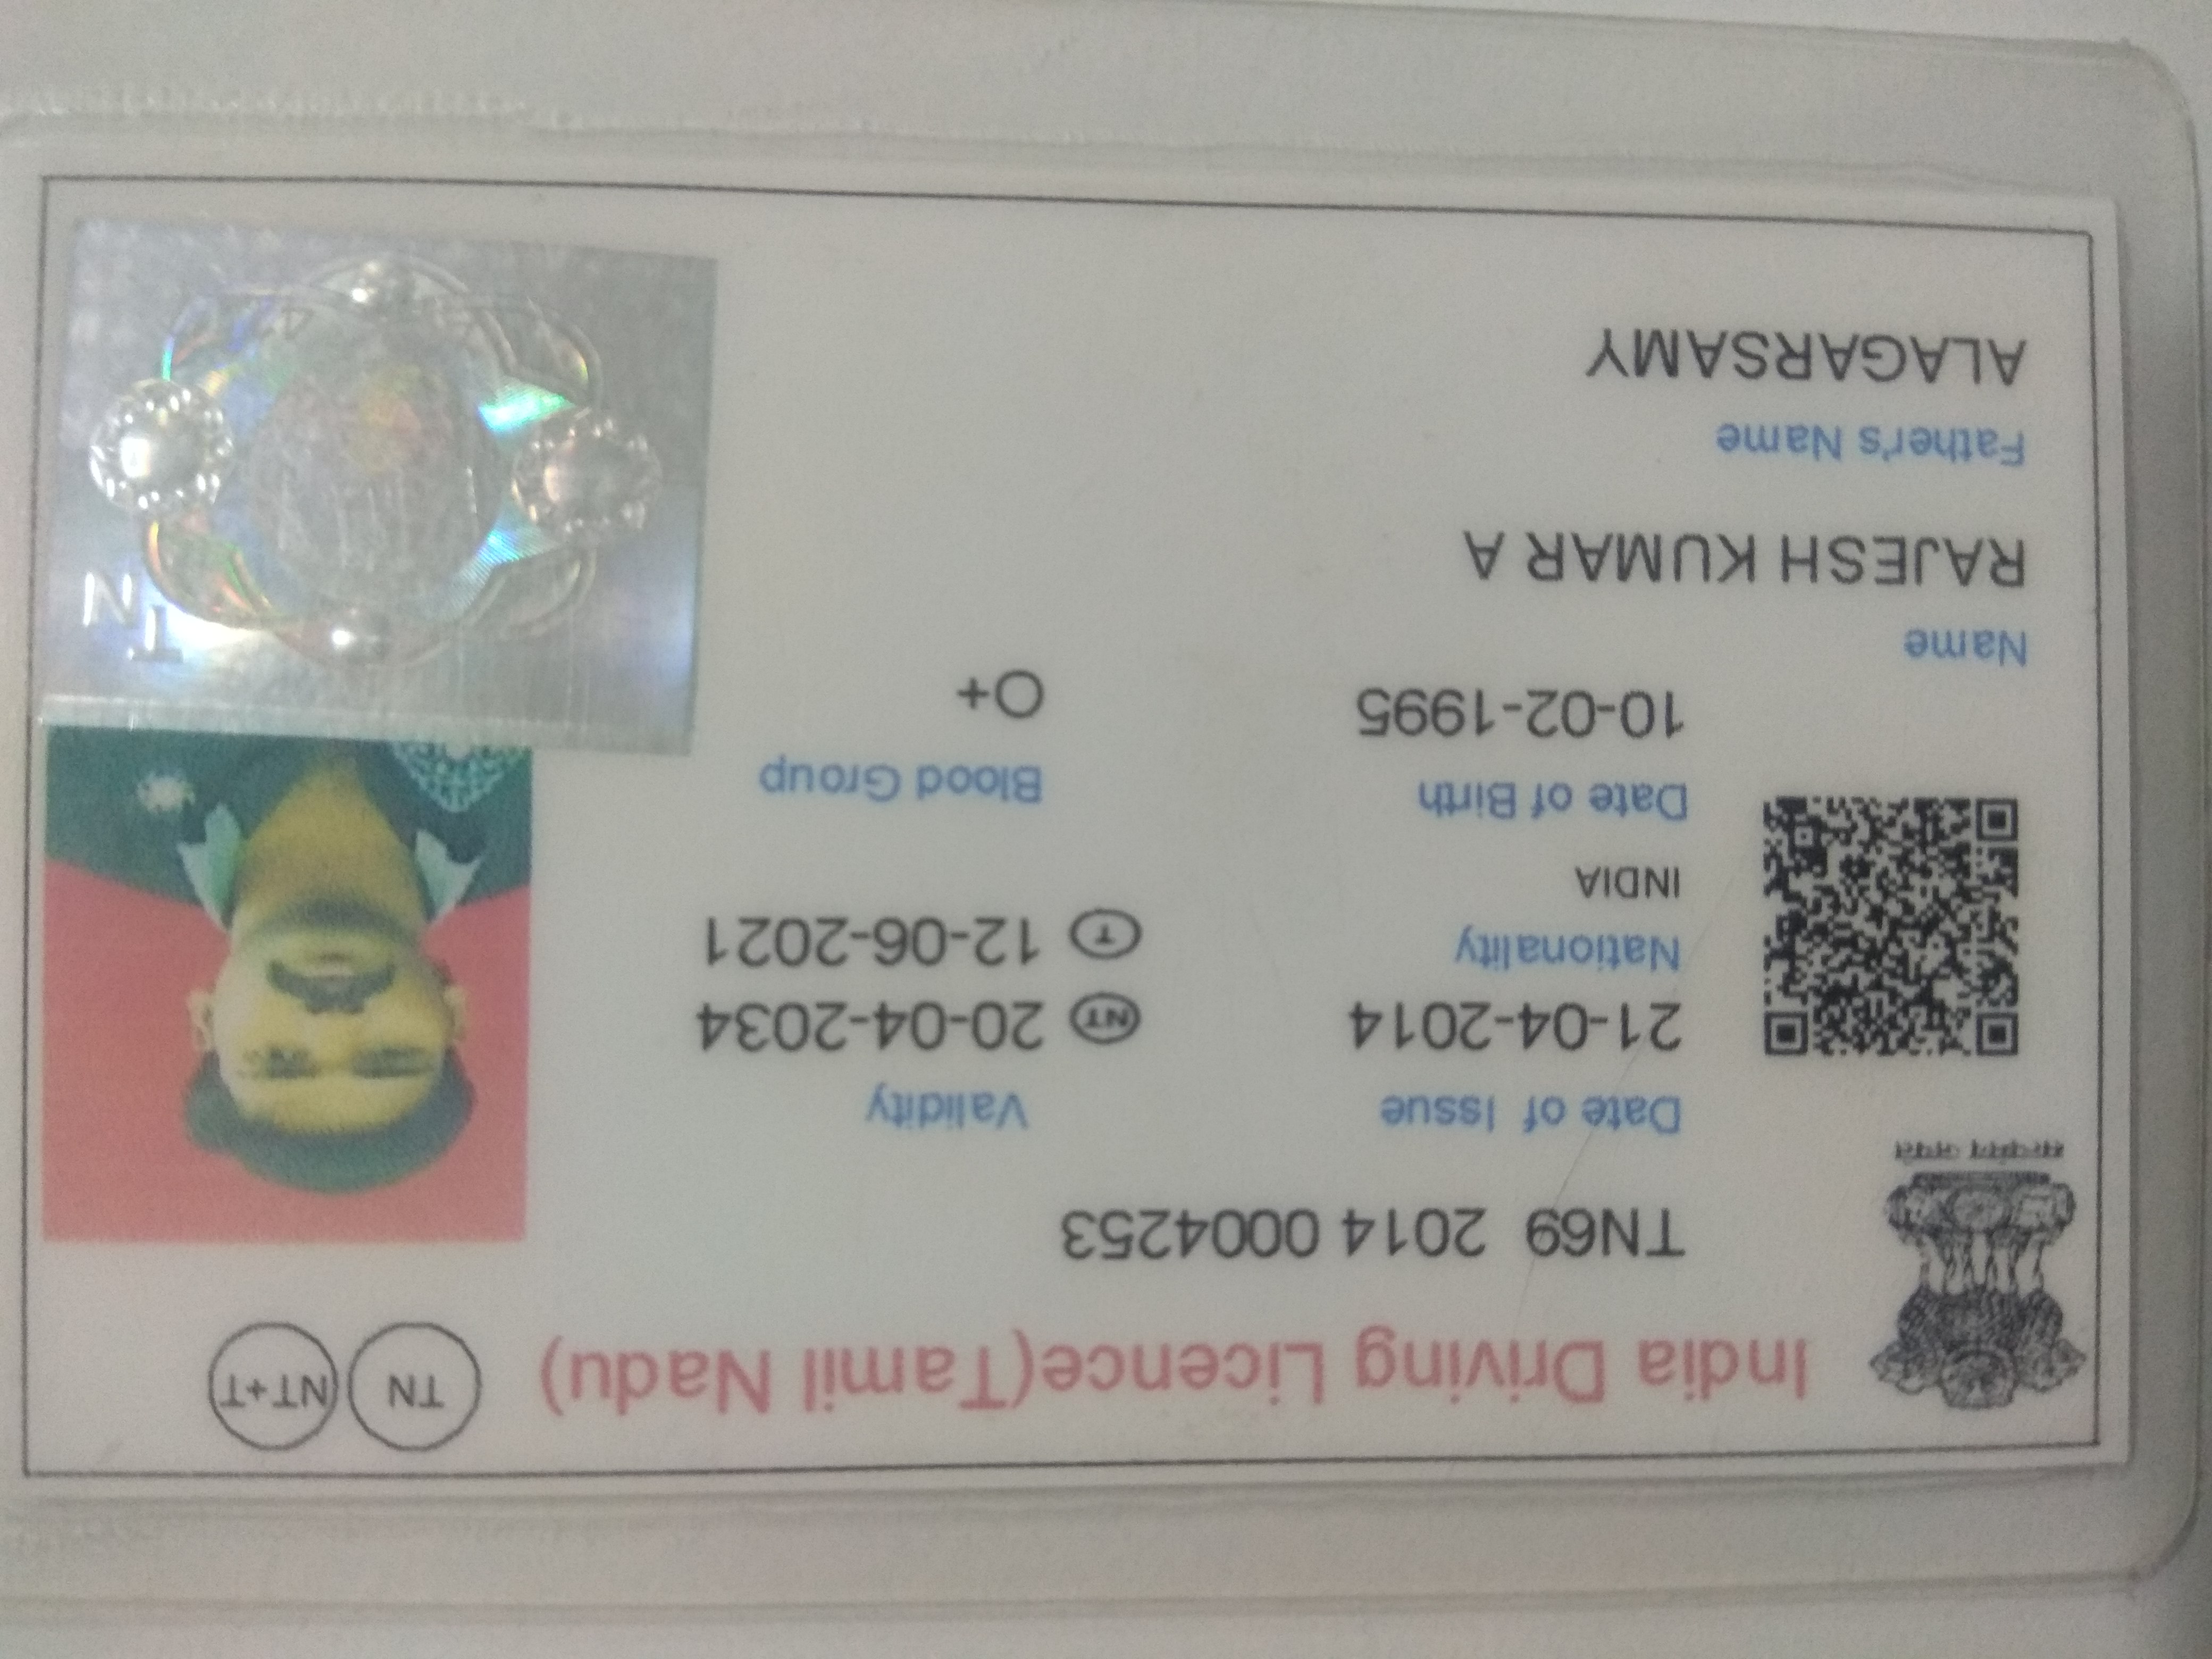 India Driving Licence(Tamil Nadu) TN NT+T
TN69 2014 0004253
Date of Issue Validity
21-04-2014 NT 20-04-2034
Nationality T 12-06-2021
INDIA
Date of Birth Blood Group
10-02-1995 O+
Name
RAJESH KUMAR A
Father's Name
ALAGARSAMY
TN